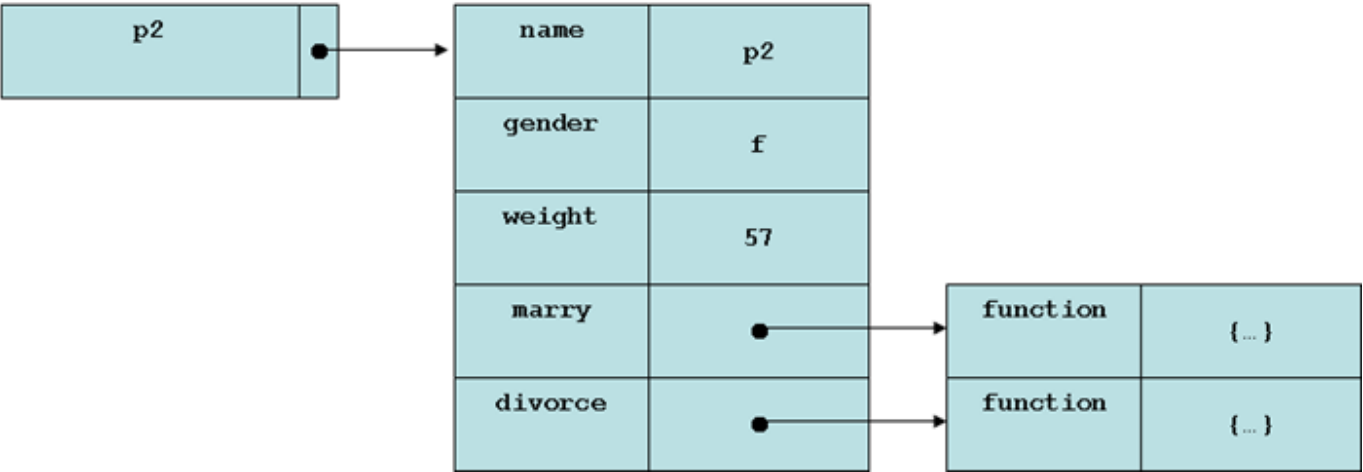 p2
name
p2
gender
f
weight
57
marry
function
{…}
divorce
function
{…}